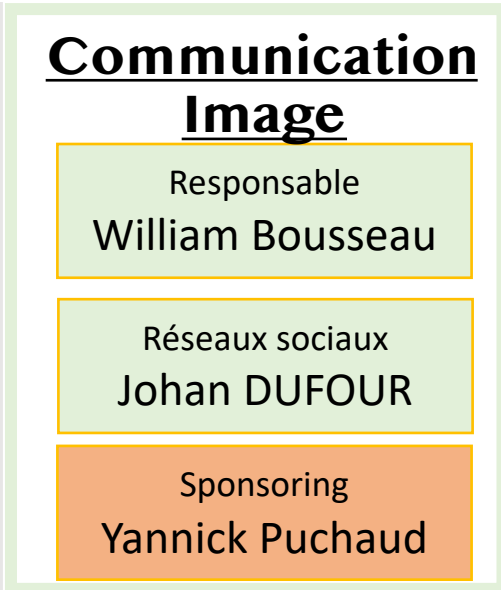 Communication
Image
Responsable
William Bousseau
Réseaux sociaux
Johan DUFOUR
Sponsoring
Yannick Puchaud